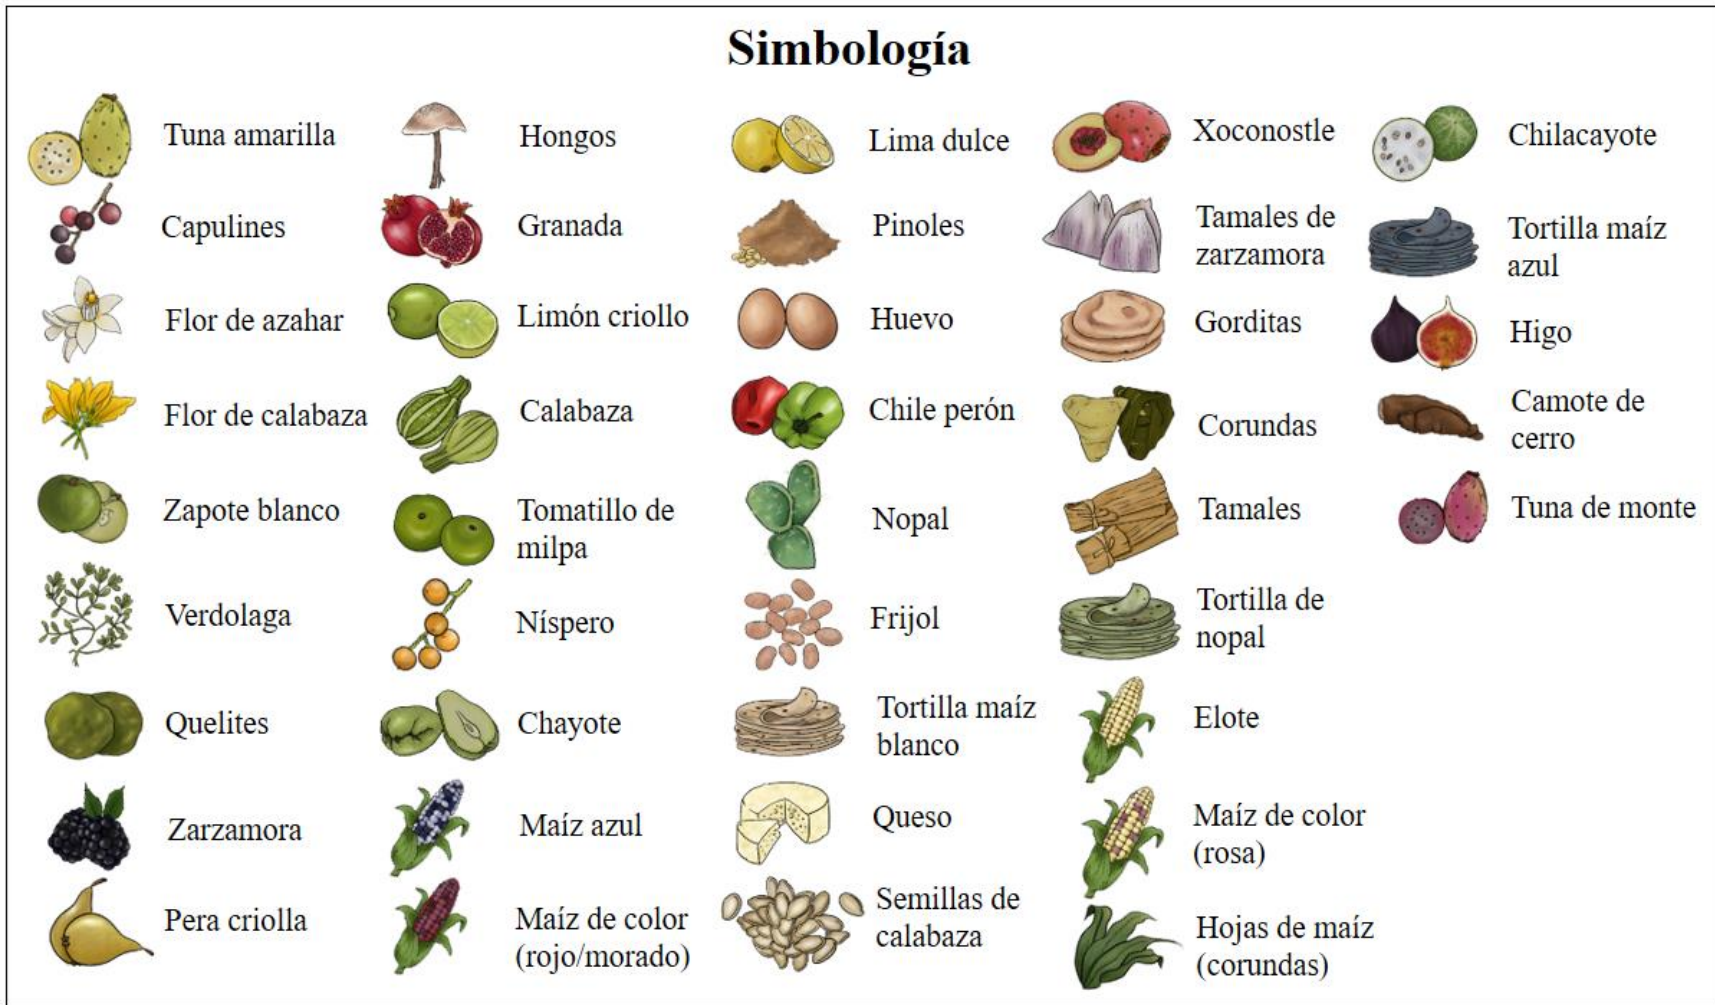 Simbología
Tuna amarilla
Capulines
Flor de azahar
Flor de calabaza
Zapote blanco
Verdolaga
Quelites
Zarzamora
Pera criolla
Hongos
Granada
Limón criollo
Calabaza
Tomatillo de
milpa
Níspero
Chayote
Maíz azul
Maíz de color
(rojo/morado)
Lima dulce
Pinoles
Huevo
Chile perón
Nopal
Frijol
Tortilla maíz
blanco
Queso
Semillas de
calabaza
Xoconostle
Tamales de
zarzamora
Gorditas
Corundas
Tamales
Tortilla de
nopal
Elote
Maíz de color
(rosa)
Hojas de maíz
(corundas)
Chilacayote
Tortilla maíz
azul
Higo
Camote de
cerro
Tuna de monte